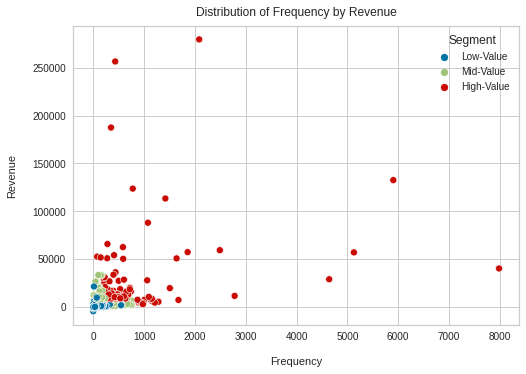 Distribution of Frequency by Revenue
Segment
Low-Value
Mid-Value
High-Value
250000
200000
150000
100000
50000
0
Revenue
0 1000 2000 3000 4000 5000 6000 7000 8000
Frequency